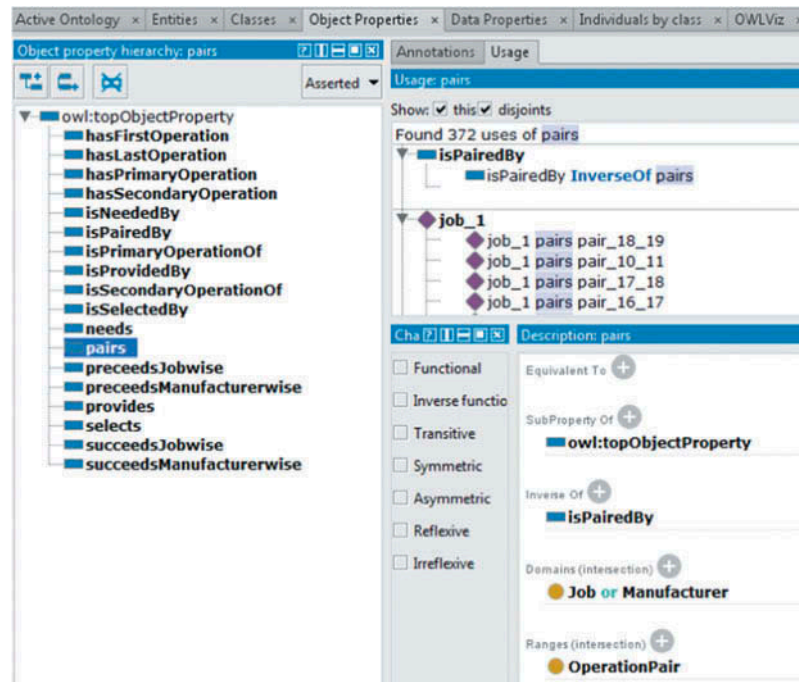 Active Ontology × Entities × Classes × Object Properties × Data Properties × Individuals by class × OWLViz ×
Object property hierarchy: pairs
Asserted
owl:topObjectProperty
hasFirstOperation
hasLastOperation
hasPrimaryOperation
hasSecondaryOperation
isNeededBy
isPairedBy
isPrimaryOperationOf
isProvidedBy
isSecondaryOperationOf
isSelectedBy
needs
pairs
preceedsJobwise
preceedsManufacturerwise
provides
selects
succeedsJobwise
succeedsManufacturerwise
Annotations Usage
Usage: pairs
Show: this disjoints
Found 372 uses of pairs
isPairedBy
isPairedBy InverseOf pairs
job_1
job_1 pairs pair_18_19
job_1 pairs pair_10_11
job_1 pairs pair_17_18
job_1 pairs pair_16_17
Cha
Functional
Inverse functio
Transitive
Symmetric
Asymmetric
Reflexive
Irreflexive
Description: pairs
Equivalent To
SubProperty Of
owl:topObjectProperty
Inverse Of
isPairedBy
Domains (intersection)
Job or Manufacturer
Ranges (intersection)
OperationPair